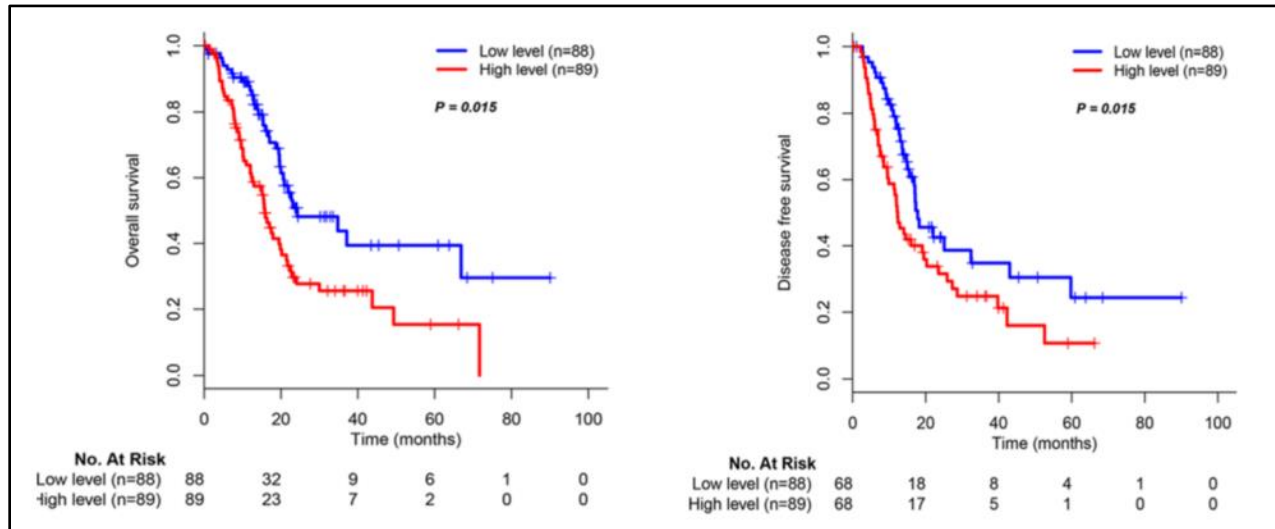 Overall survival
1.0
0.8
0.6
0.4
0.2
0.0
Low level (n=88)
High level (n=89)
P = 0.015
0 20 40 60 80 100
Time (months)
No. At Risk
Low level (n=88) 88 32 9 6 1 0
High level (n=89) 89 23 7 2 0 0
Disease free survival
1.0
0.8
0.6
0.4
0.2
0.0
Low level (n=88)
High level (n=89)
P = 0.015
0 20 40 60 80 100
Time (months)
No. At Risk
Low level (n=88) 68 18 8 4 1 0
High level (n=89) 68 17 5 1 0 0